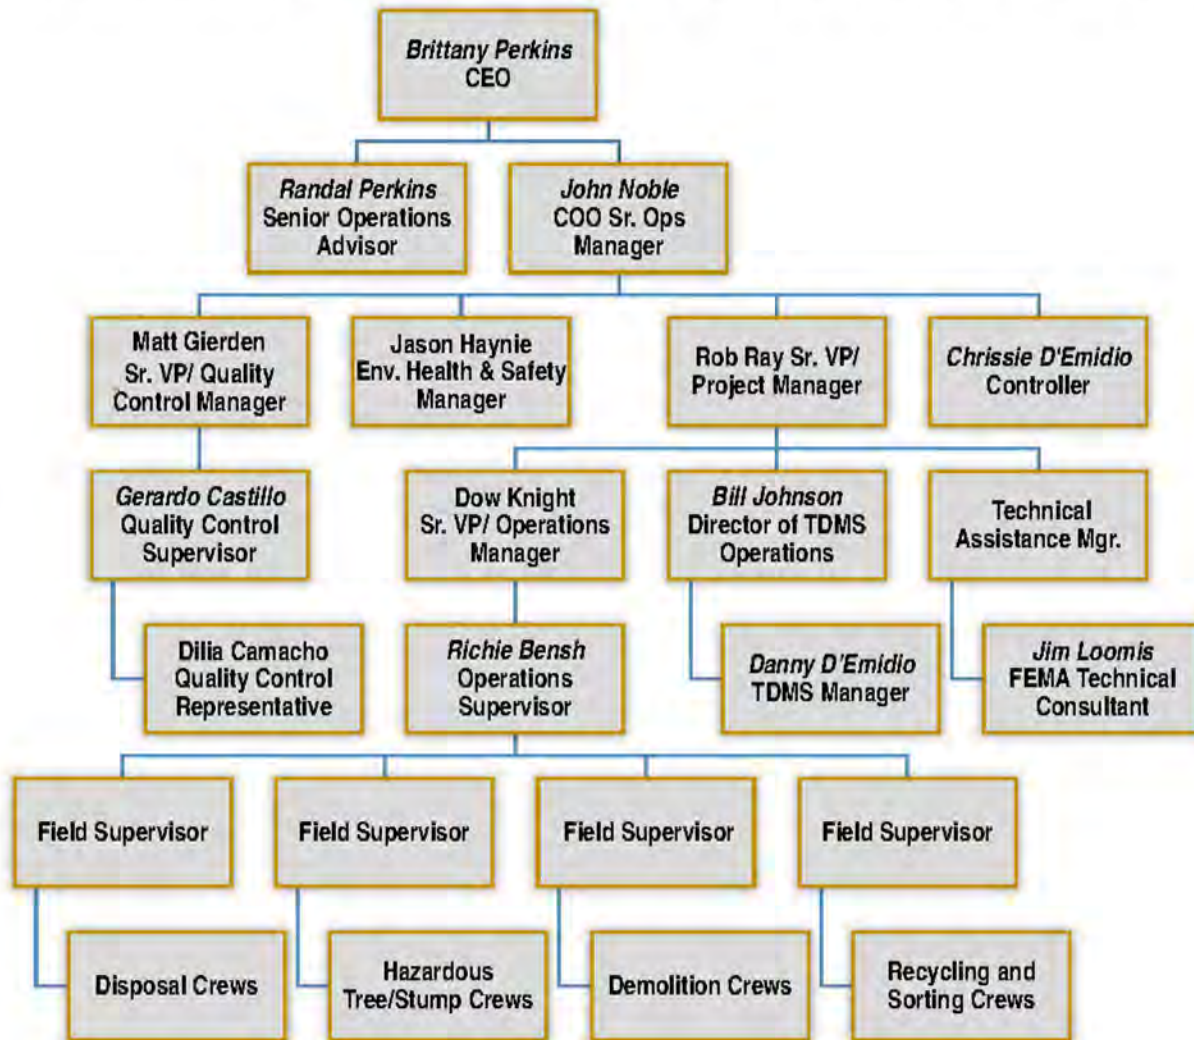 Brittany Perkins
CEO
Randal Perkins
Senior Operations
Advisor
John Noble
COO Sr. Ops
Manager
Matt Gierden
Sr. VP/ Quality
Control Manager
Jason Haynie
Env. Health & Safety
Manager
Rob Ray Sr. VP/
Project Manager
Chrissie D'Emidio
Controller
Gerardo Castillo
Quality Control
Supervisor
Dow Knight
Sr. VP/ Operations
Manager
Bill Johnson
Director of TDMS
Operations
Technical
Assistance Mgr.
Dilia Camacho
Quality Control
Representative
Richie Bensh
Operations
Supervisor
Danny D'Emidio
TDMS Manager
Jim Loomis
FEMA Technical
Consultant
Field Supervisor
Field Supervisor
Field Supervisor
Field Supervisor
Disposal Crews
Hazardous
Tree/Stump Crews
Demolition Crews
Recycling and
Sorting Crews